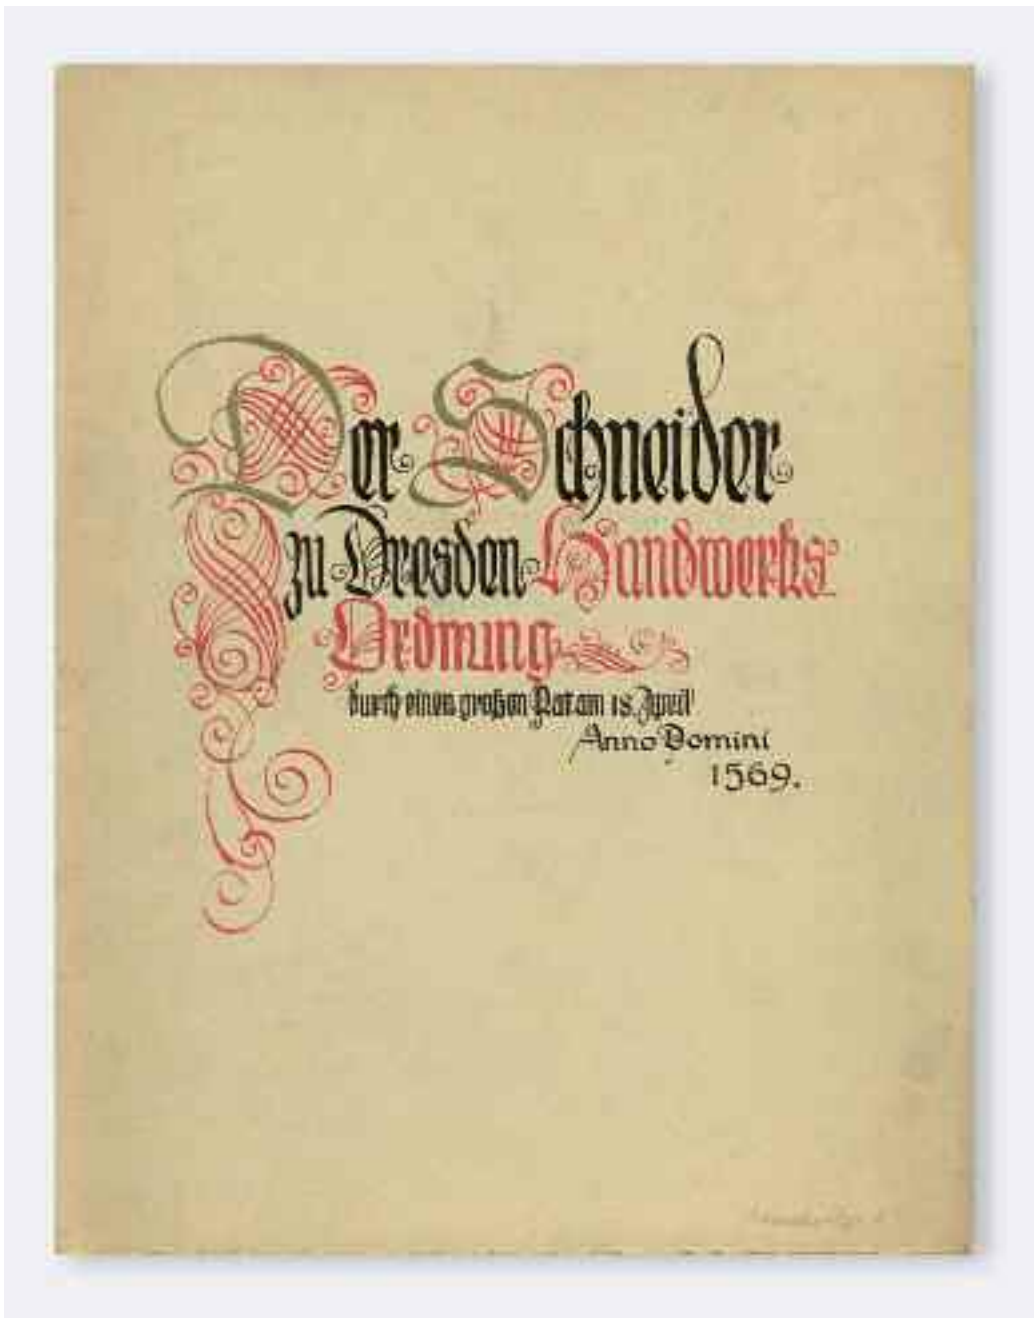 Der Schneider
zu Dresden Handwerks
Ordnung
durch einen großen Rat am 18. April
Anno Domini
1569.